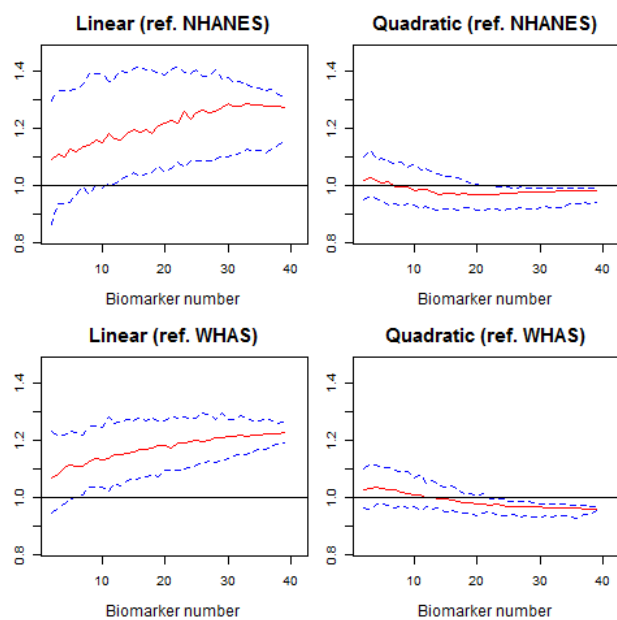 Linear (ref. NHANES) Quadratic (ref. NHANES)
1.4 1.4
1.2 1.2
1.0 1.0
0.8 0.8
10 20 30 40 10 20 30 40
Biomarker number Biomarker number
Linear (ref. WHAS) Quadratic (ref. WHAS)
1.4 1.4
1.2 1.2
1.0 1.0
0.8 0.8
10 20 30 40 10 20 30 40
Biomarker number Biomarker number